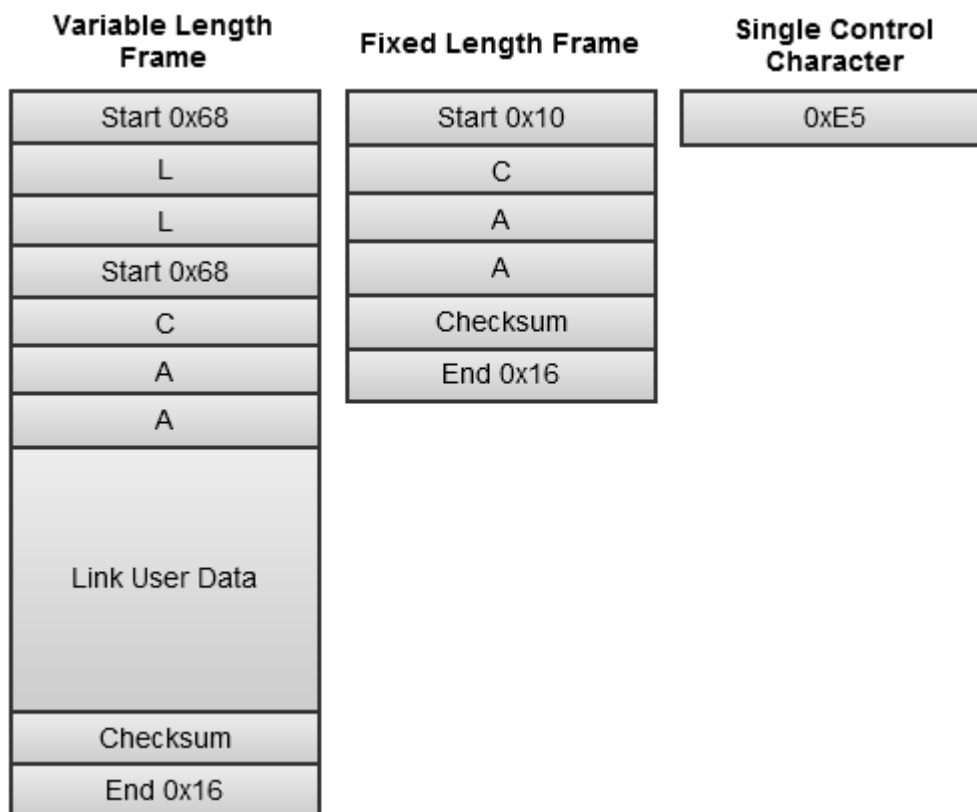 Variable Length
Frame
Start 0x68
L
L
Start 0x68
C
A
A
Link User Data
Checksum
End 0x16
Fixed Length Frame
Start 0x10
C
A
A
Checksum
End 0x16
Single Control
Character
0xE5